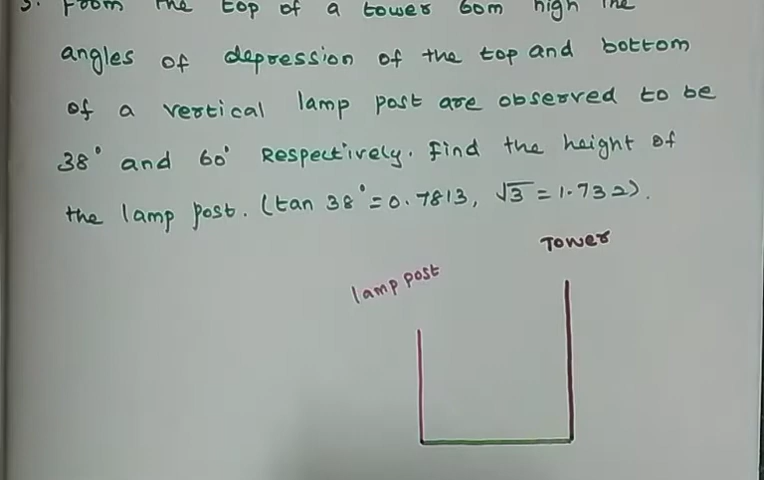 3. From the top of a tower 60m high the
angles of depression of the top and bottom
of a vertical lamp post are observed to be
38° and 60° Respectively. Find the height of
the lamp post. (tan 38° = 0.7813, √3 = 1.732).
Tower
lamp post